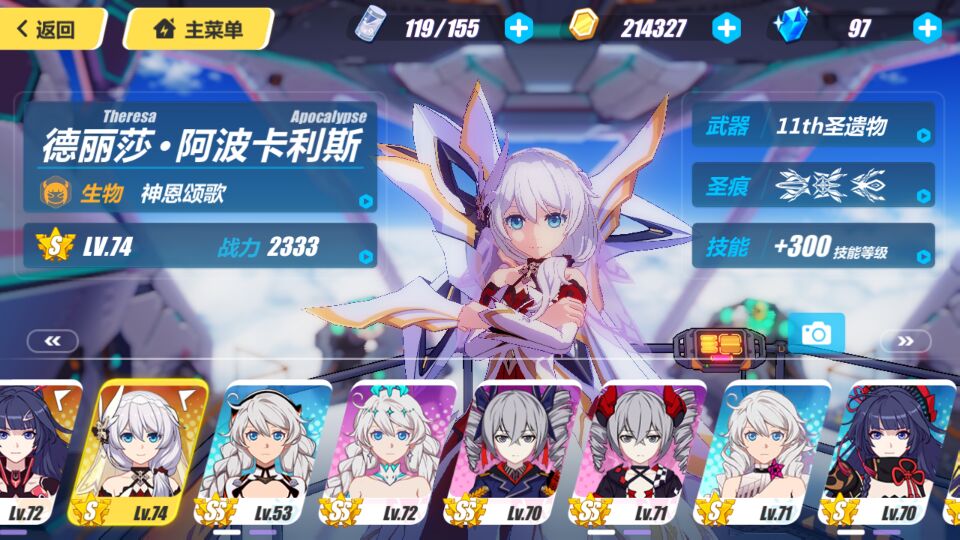 返回
主菜单
119/155
214327
97
Theresa Apocalypse
德丽莎·阿波卡利斯
生物 神恩颂歌
S LV.74 战力 2333
武器 11th圣遗物
圣痕
技能 +300 技能等级
Lv.72
S Lv.74
SS Lv.53
S Lv.72
SS Lv.70
SS Lv.71
S Lv.71
S Lv.70